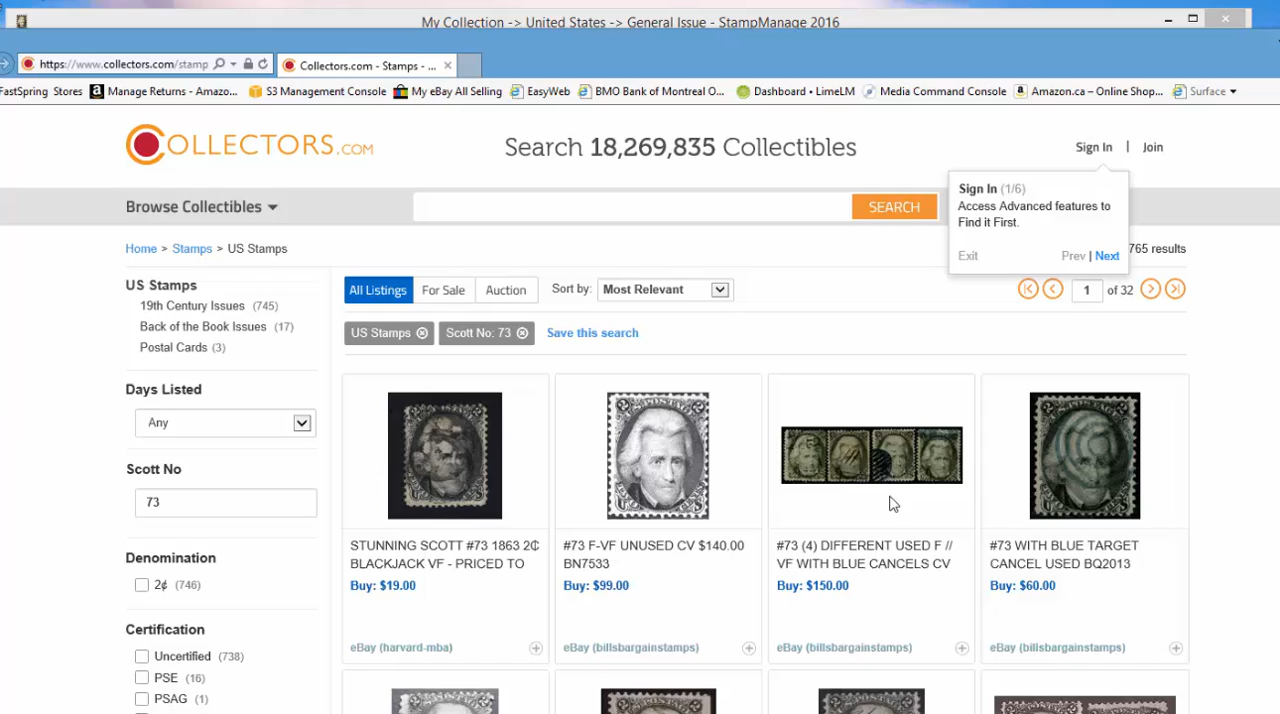 My Collection -> United States -> General Issue - StampManage 2016
https://www.collectors.com/stamp
Collectors.com - Stamps - ...
FastSpring Stores Manage Returns - Amazo... S3 Management Console My eBay All Selling EasyWeb BMO Bank of Montreal O... Dashboard • LimeLM Media Command Console Amazon.ca – Online Shop... Surface
COLLECTORS.COM
Search 18,269,835 Collectibles
Sign In | Join
Sign In (1/6)
Access Advanced features to
Find it First.
Exit Prev | Next
Browse Collectibles
SEARCH
Home > Stamps > US Stamps
765 results
US Stamps
19th Century Issues (745)
Back of the Book Issues (17)
Postal Cards (3)
All Listings For Sale Auction Sort by: Most Relevant
1 of 32
US Stamps Scott No: 73 Save this search
Days Listed
Any
Scott No
73
Denomination
2¢ (746)
Certification
Uncertified (738)
PSE (16)
PSAG (1)
STUNNING SCOTT #73 1863 2¢
BLACKJACK VF - PRICED TO
Buy: $19.00
eBay (harvard-mba)
#73 F-VF UNUSED CV $140.00
BN7533
Buy: $99.00
eBay (billsbargainstamps)
#73 (4) DIFFERENT USED F //
VF WITH BLUE CANCELS CV
Buy: $150.00
eBay (billsbargainstamps)
#73 WITH BLUE TARGET
CANCEL USED BQ2013
Buy: $60.00
eBay (billsbargainstamps)